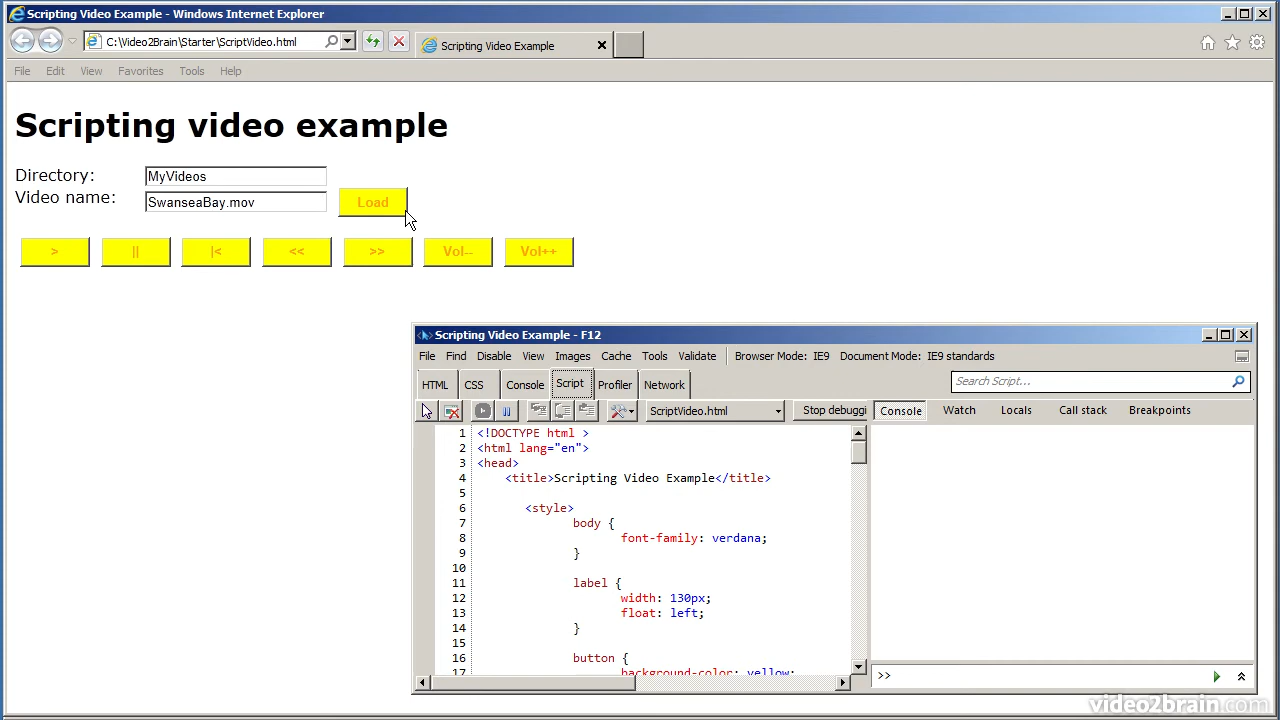 Scripting Video Example - Windows Internet Explorer
C:\Video2Brain\Starter\ScriptVideo.html
Scripting Video Example
File Edit View Favorites Tools Help
Scripting video example
Directory: MyVideos
Video name: SwanseaBay.mov Load
> || |< << >> Vol-- Vol++
Scripting Video Example - F12
File Find Disable View Images Cache Tools Validate Browser Mode: IE9 Document Mode: IE9 standards
HTML CSS Console Script Profiler Network Search Script...
ScriptVideo.html Stop debuggi Console Watch Locals Call stack Breakpoints
1 <!DOCTYPE html >
2 <html lang="en">
3 <head>
4 <title>Scripting Video Example</title>
5
6 <style>
7 body {
8 font-family: verdana;
9 }
10
11 label {
12 width: 130px;
13 float: left;
14 }
15
16 button {
17 background-color: yellow;
>>
video2brain.com